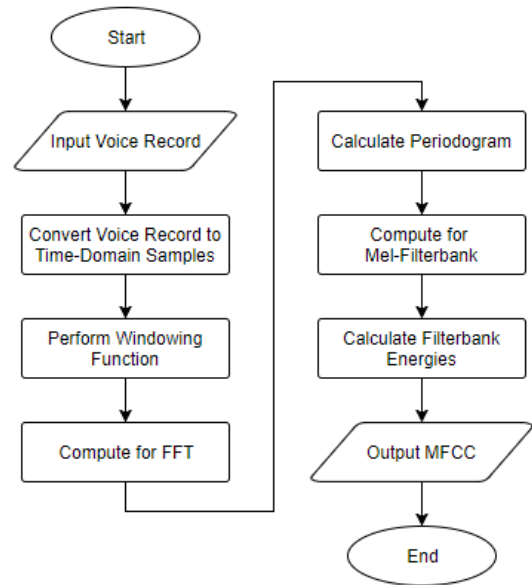 Start
Input Voice Record
Convert Voice Record to
Time-Domain Samples
Perform Windowing
Function
Compute for FFT
Calculate Periodogram
Compute for
Mel-Filterbank
Calculate Filterbank
Energies
Output MFCC
End